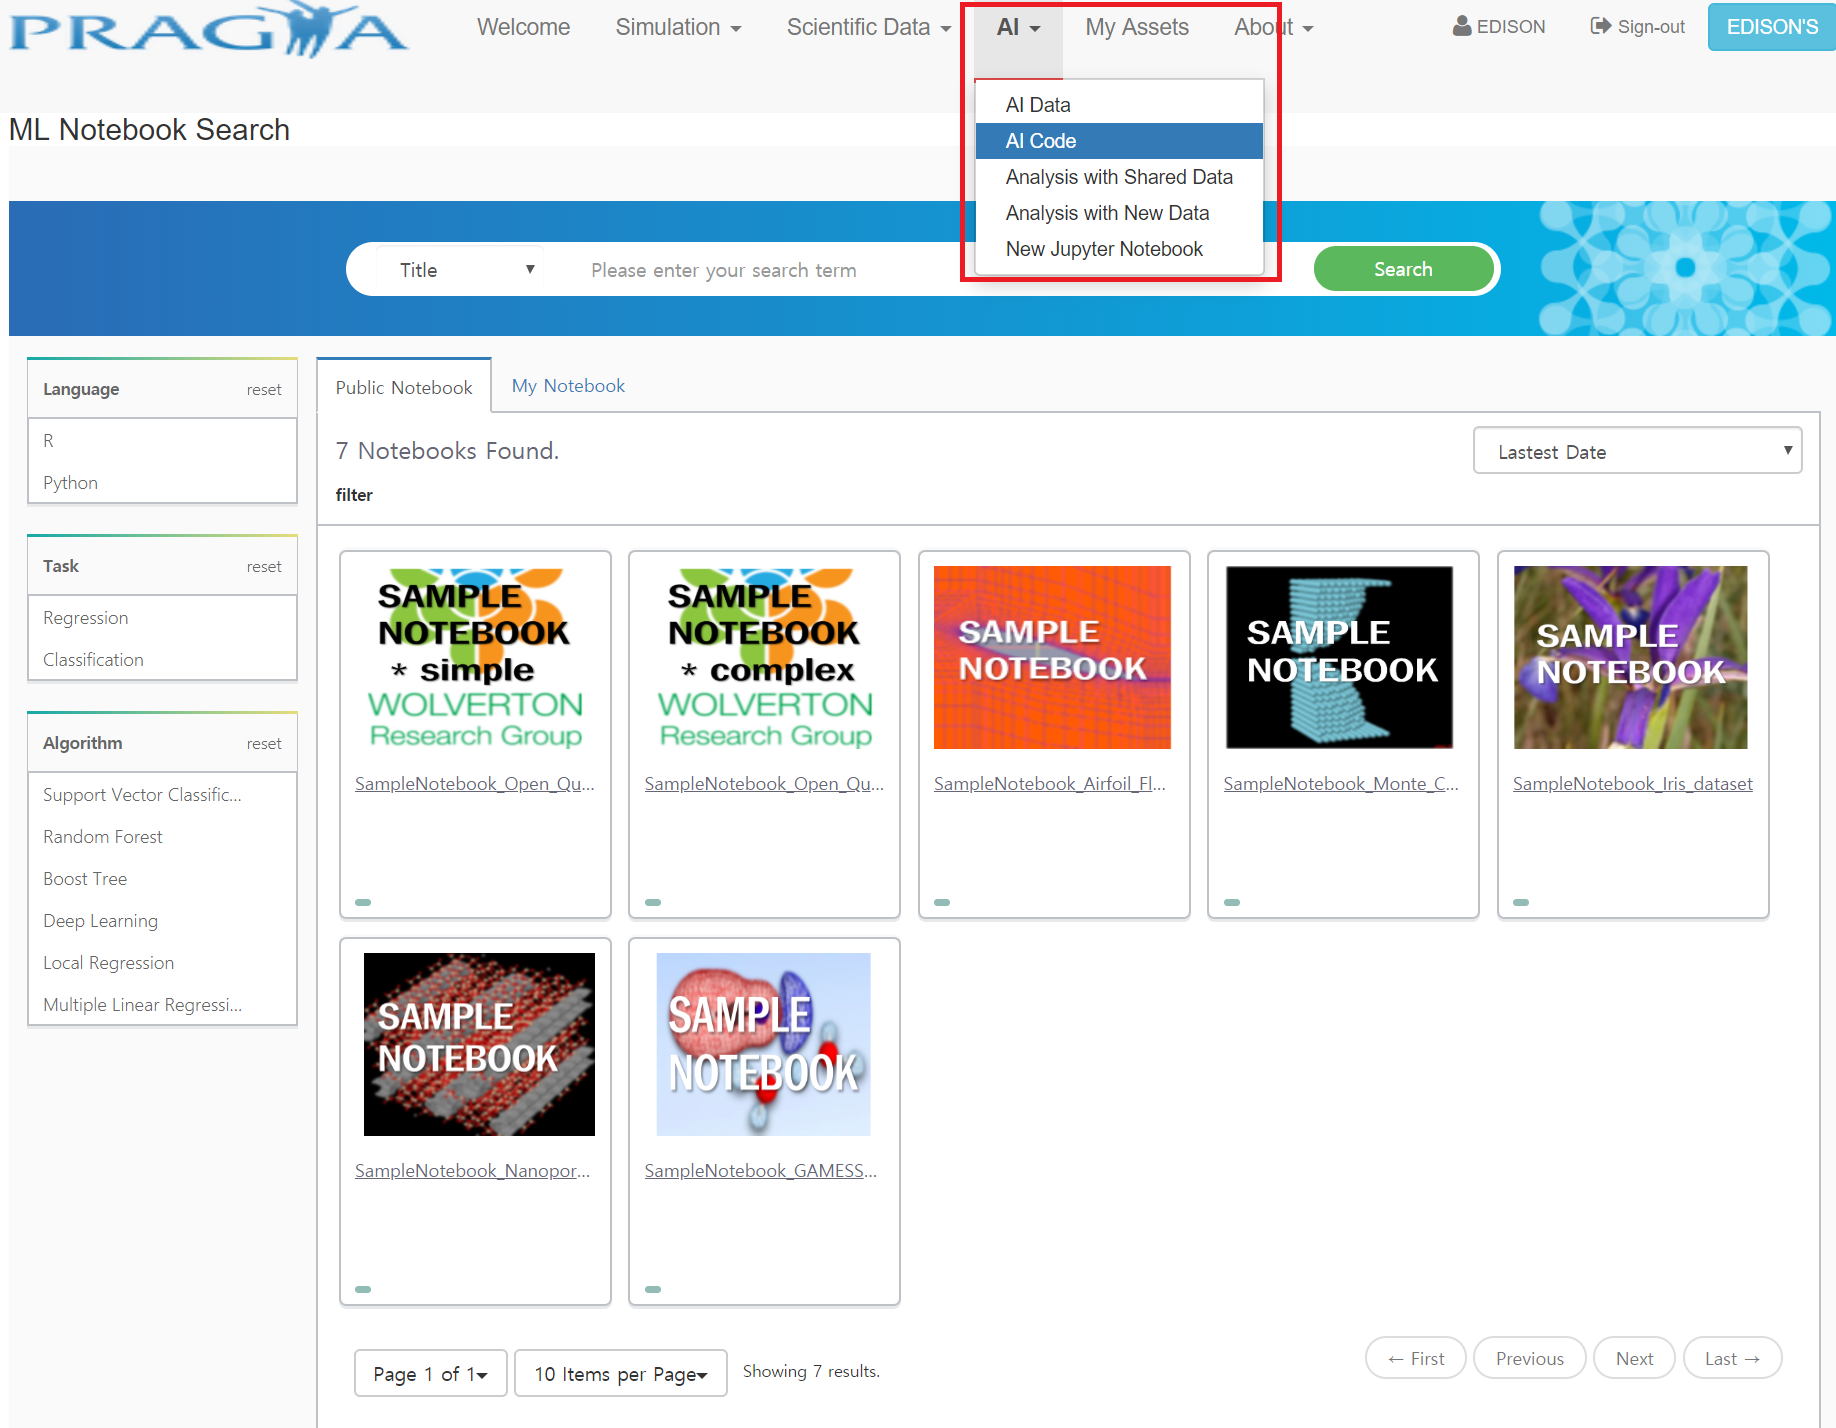 PRAGMA
Welcome
Simulation
Scientific Data
AI
My Assets
About
EDISON
Sign-out
EDISON'S
AI Data
AI Code
Analysis with Shared Data
Analysis with New Data
New Jupyter Notebook
ML Notebook Search
Title
Please enter your search term
Search
Language reset
R
Python
Task reset
Regression
Classification
Algorithm reset
Support Vector Classific...
Random Forest
Boost Tree
Deep Learning
Local Regression
Multiple Linear Regressi...
Public Notebook
My Notebook
7 Notebooks Found.
Lastest Date
filter
SAMPLE
NOTEBOOK
* simple
WOLVERTON
Research Group
SampleNotebook_Open_Qu...
SAMPLE
NOTEBOOK
* complex
WOLVERTON
Research Group
SampleNotebook_Open_Qu...
SAMPLE
NOTEBOOK
SampleNotebook_Airfoil_Fl...
SAMPLE
NOTEBOOK
SampleNotebook_Monte_C...
SAMPLE
NOTEBOOK
SampleNotebook_Iris_dataset
SAMPLE
NOTEBOOK
SampleNotebook_Nanopor...
SAMPLE
NOTEBOOK
SampleNotebook_GAMESS...
Page 1 of 1
10 Items per Page
Showing 7 results.
← First
Previous
Next
Last →